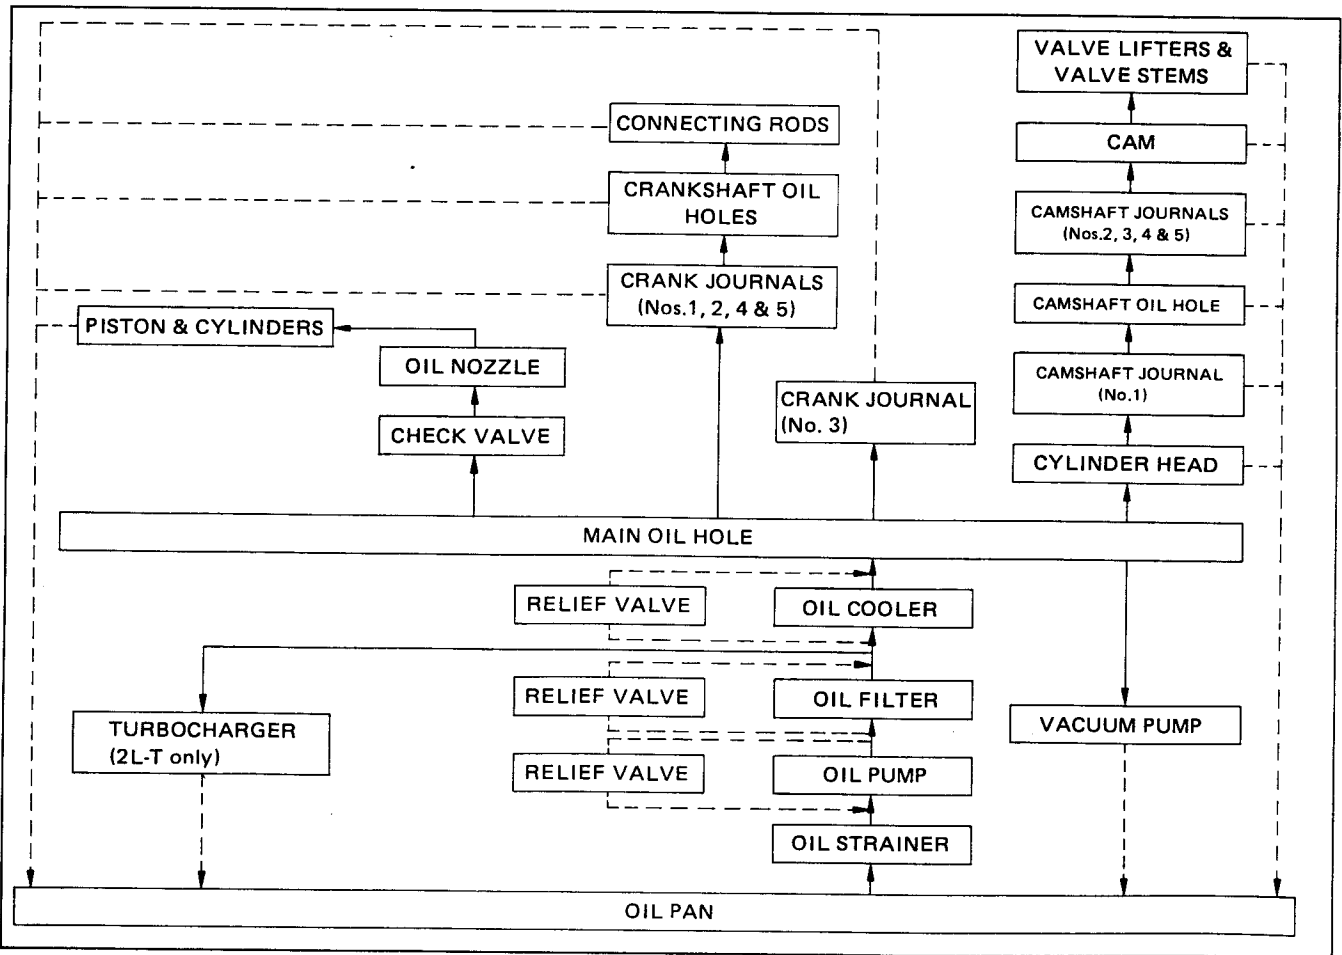 VALVE LIFTERS &
VALVE STEMS
CONNECTING RODS
CAM
CRANKSHAFT OIL
HOLES
CAMSHAFT JOURNALS
(Nos.2, 3, 4 & 5)
CRANK JOURNALS
(Nos.1, 2, 4 & 5)
CAMSHAFT OIL HOLE
PISTON & CYLINDERS
OIL NOZZLE
CAMSHAFT JOURNAL
(No.1)
CRANK JOURNAL
(No. 3)
CHECK VALVE
CYLINDER HEAD
MAIN OIL HOLE
RELIEF VALVE
OIL COOLER
RELIEF VALVE
OIL FILTER
TURBOCHARGER
(2L-T only)
VACUUM PUMP
RELIEF VALVE
OIL PUMP
OIL STRAINER
OIL PAN